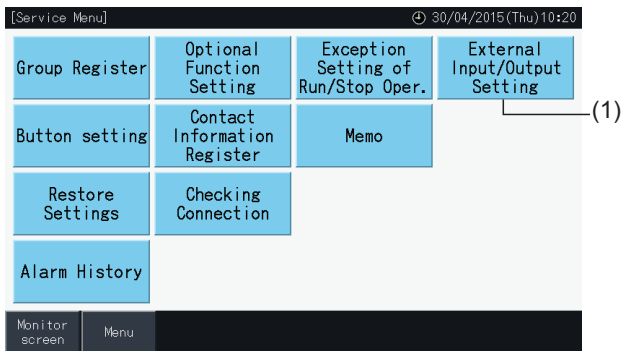 [Service Menu]
30/04/2015(Thu)10:20
Group Register
Optional
Function
Setting
Exception
Setting of
Run/Stop Oper.
External
Input/Output
Setting
(1)
Button setting
Contact
Information
Register
Memo
Restore
Settings
Checking
Connection
Alarm History
Monitor
screen
Menu